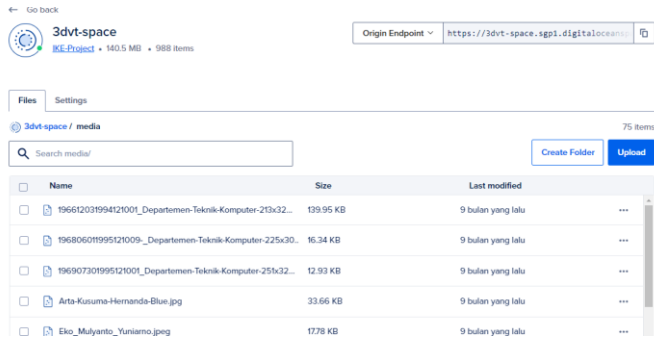 ← Go back
3dvt-space
IKE-Project • 140.5 MB • 988 items
Origin Endpoint
https://3dvt-space.sgp1.digitaloceansp
Files
Settings
3dvt-space / media
75 items
Search media/
Create Folder
Upload
Name Size Last modified
196612031994121001_Departemen-Teknik-Komputer-213x32... 139.95 KB 9 bulan yang lalu
196806011995121009-_Departemen-Teknik-Komputer-225x30... 16.34 KB 9 bulan yang lalu
196907301995121001_Departemen-Teknik-Komputer-251x32... 12.93 KB 9 bulan yang lalu
Arta-Kusuma-Hernanda-Blue.jpg 33.66 KB 9 bulan yang lalu
Eko_Mulyanto_Yuniarno.jpeg 17.78 KB 9 bulan yang lalu